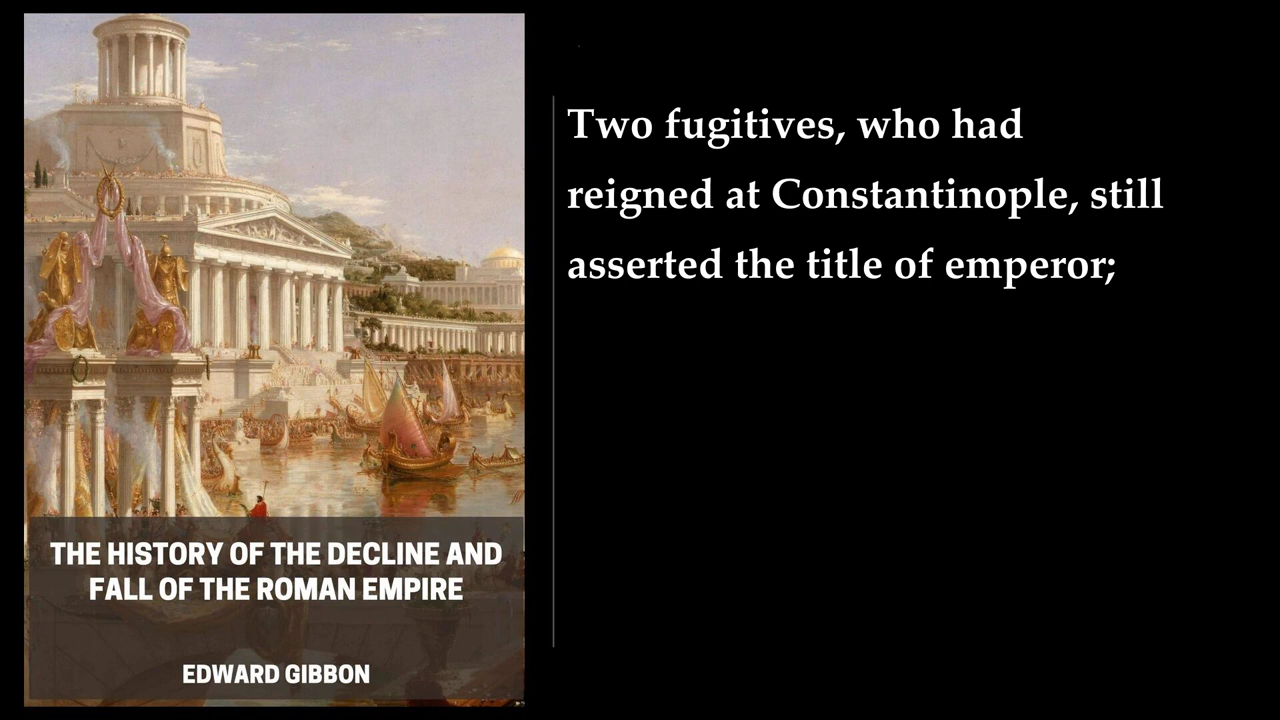 Two fugitives, who had
reigned at Constantinople, still
asserted the title of emperor;
THE HISTORY OF THE DECLINE AND
FALL OF THE ROMAN EMPIRE
EDWARD GIBBON